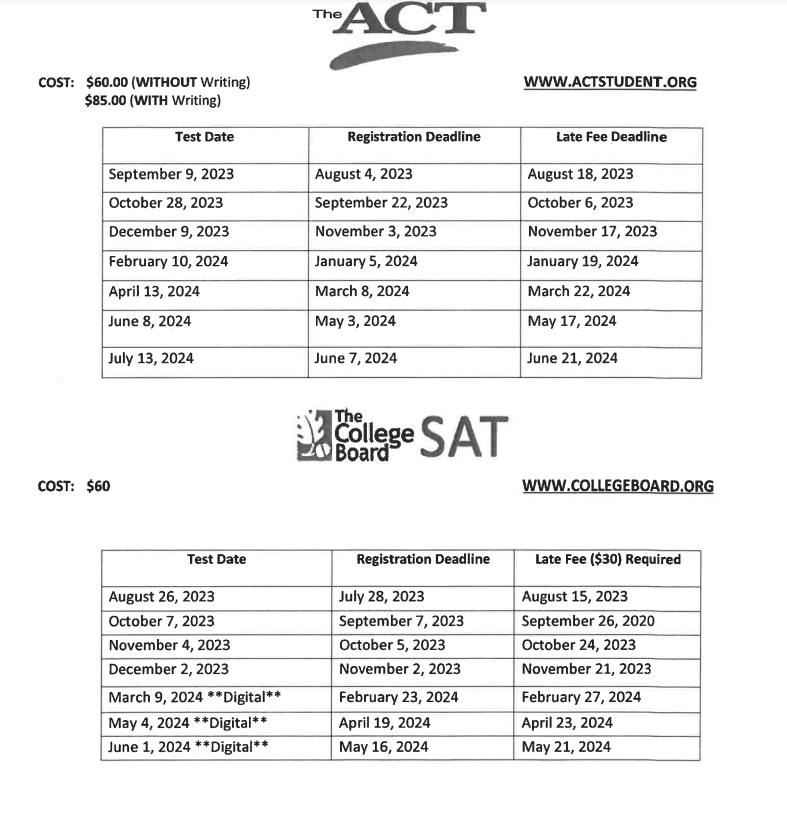 The ACT
COST: $60.00 (WITHOUT Writing) WWW.ACTSTUDENT.ORG
$85.00 (WITH Writing)
Test Date Registration Deadline Late Fee Deadline
September 9, 2023 August 4, 2023 August 18, 2023
October 28, 2023 September 22, 2023 October 6, 2023
December 9, 2023 November 3, 2023 November 17, 2023
February 10, 2024 January 5, 2024 January 19, 2024
April 13, 2024 March 8, 2024 March 22, 2024
June 8, 2024 May 3, 2024 May 17, 2024
July 13, 2024 June 7, 2024 June 21, 2024
The
College
Board
SAT
COST: $60 WWW.COLLEGEBOARD.ORG
Test Date Registration Deadline Late Fee ($30) Required
August 26, 2023 July 28, 2023 August 15, 2023
October 7, 2023 September 7, 2023 September 26, 2020
November 4, 2023 October 5, 2023 October 24, 2023
December 2, 2023 November 2, 2023 November 21, 2023
March 9, 2024 **Digital** February 23, 2024 February 27, 2024
May 4, 2024 **Digital** April 19, 2024 April 23, 2024
June 1, 2024 **Digital** May 16, 2024 May 21, 2024